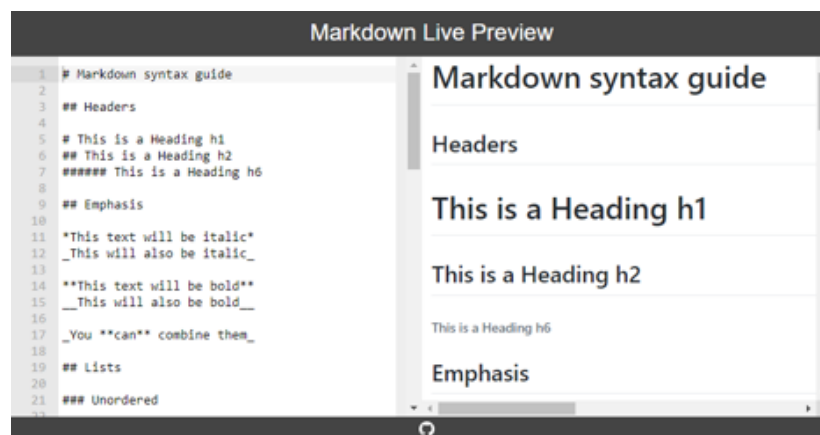 Markdown Live Preview
1 # Markdown syntax guide
2
3 ## Headers
4
5 # This is a Heading h1
6 ## This is a Heading h2
7 ###### This is a Heading h6
8
9 ## Emphasis
10
11 *This text will be italic*
12 _This will also be italic_
13
14 **This text will be bold**
15 __This will also be bold__
16
17 _You **can** combine them_
18
19 ## Lists
20
21 ### Unordered
Markdown syntax guide
Headers
This is a Heading h1
This is a Heading h2
This is a Heading h6
Emphasis